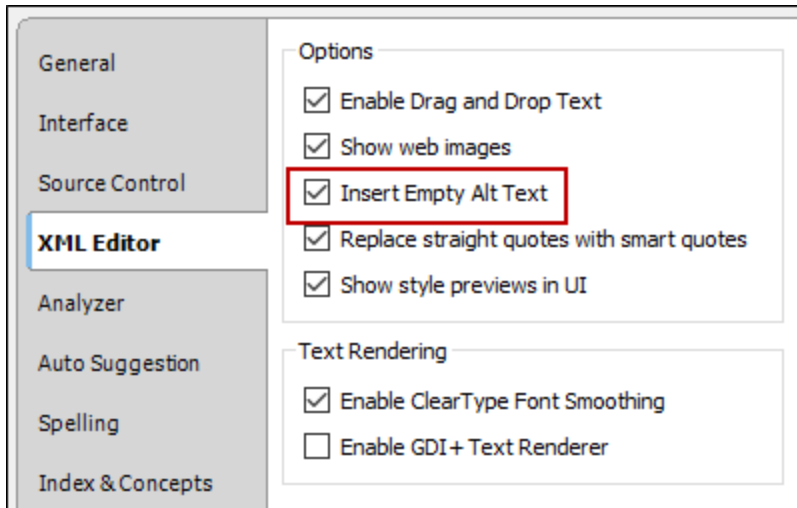 General
Interface
Source Control
XML Editor
Analyzer
Auto Suggestion
Spelling
Index & Concepts
Options
Enable Drag and Drop Text
Show web images
Insert Empty Alt Text
Replace straight quotes with smart quotes
Show style previews in UI
Text Rendering
Enable ClearType Font Smoothing
Enable GDI+ Text Renderer